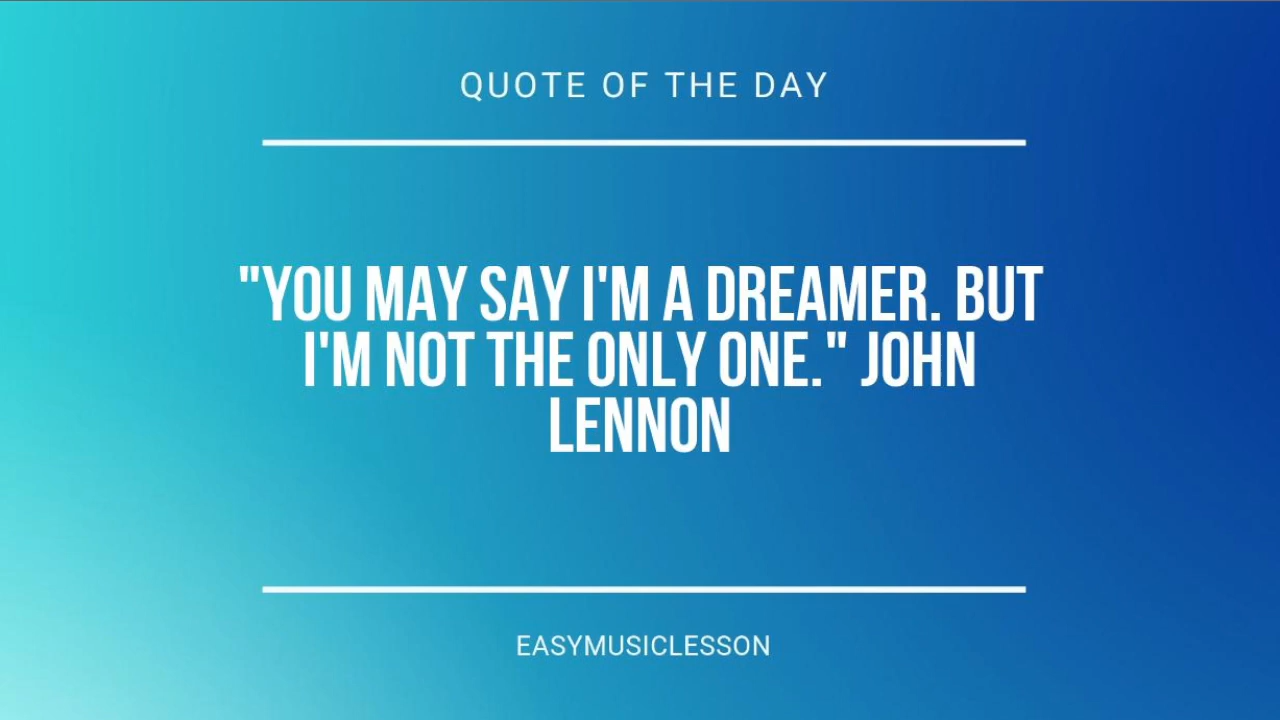 QUOTE OF THE DAY
"YOU MAY SAY I'M A DREAMER. BUT
I'M NOT THE ONLY ONE." JOHN
LENNON
EASYMUSICLESSON